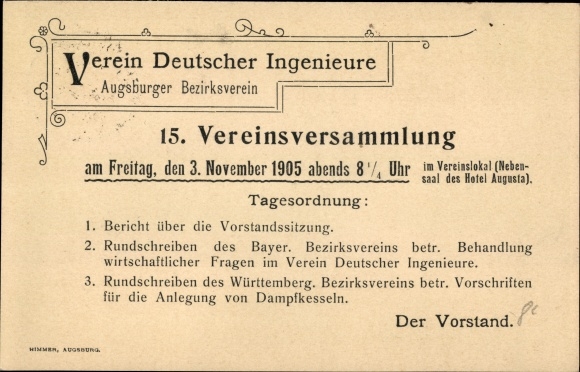 Verein Deutscher Ingenieure
Augsburger Bezirksverein
15. Vereinsversammlung
am Freitag, den 3. November 1905 abends 8 1/4 Uhr
im Vereinslokal (Neben-
saal des Hotel Augusta).
Tagesordnung:
1. Bericht über die Vorstandssitzung.
2. Rundschreiben des Bayer. Bezirksvereins betr. Behandlung
wirtschaftlicher Fragen im Verein Deutscher Ingenieure.
3. Rundschreiben des Württemberg. Bezirksvereins betr. Vorschriften
für die Anlegung von Dampfkesseln.
Der Vorstand.
HIMMER, AUGSBURG.